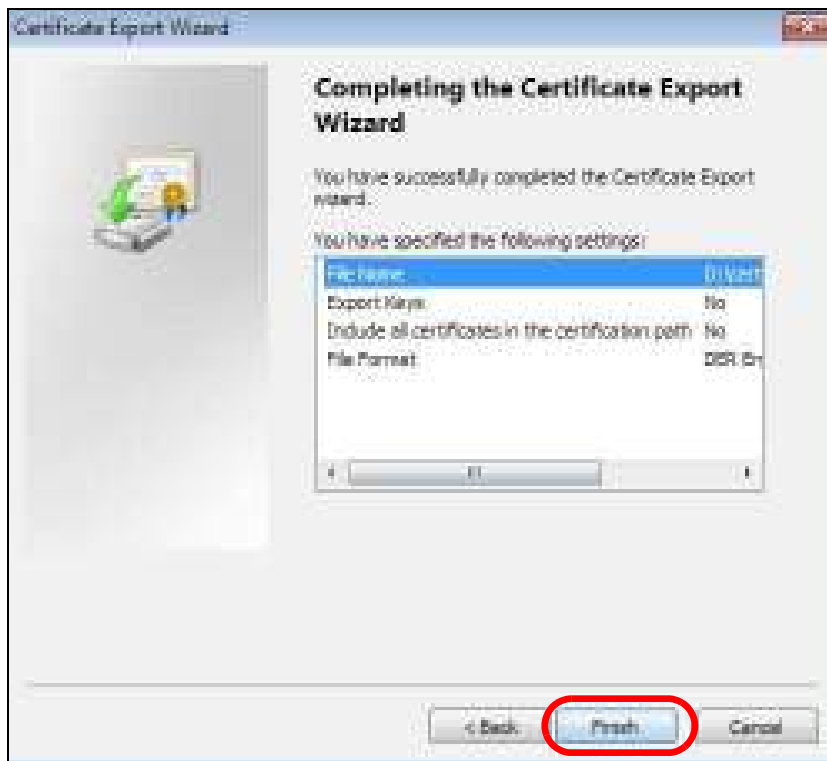 Certificate Export Wizard
Completing the Certificate Export
Wizard
You have successfully completed the Certificate Export
wizard.
You have specified the following settings:
File Name
Export Keys No
Include all certificates in the certification path No
File Format DER
< Back Finish Cancel